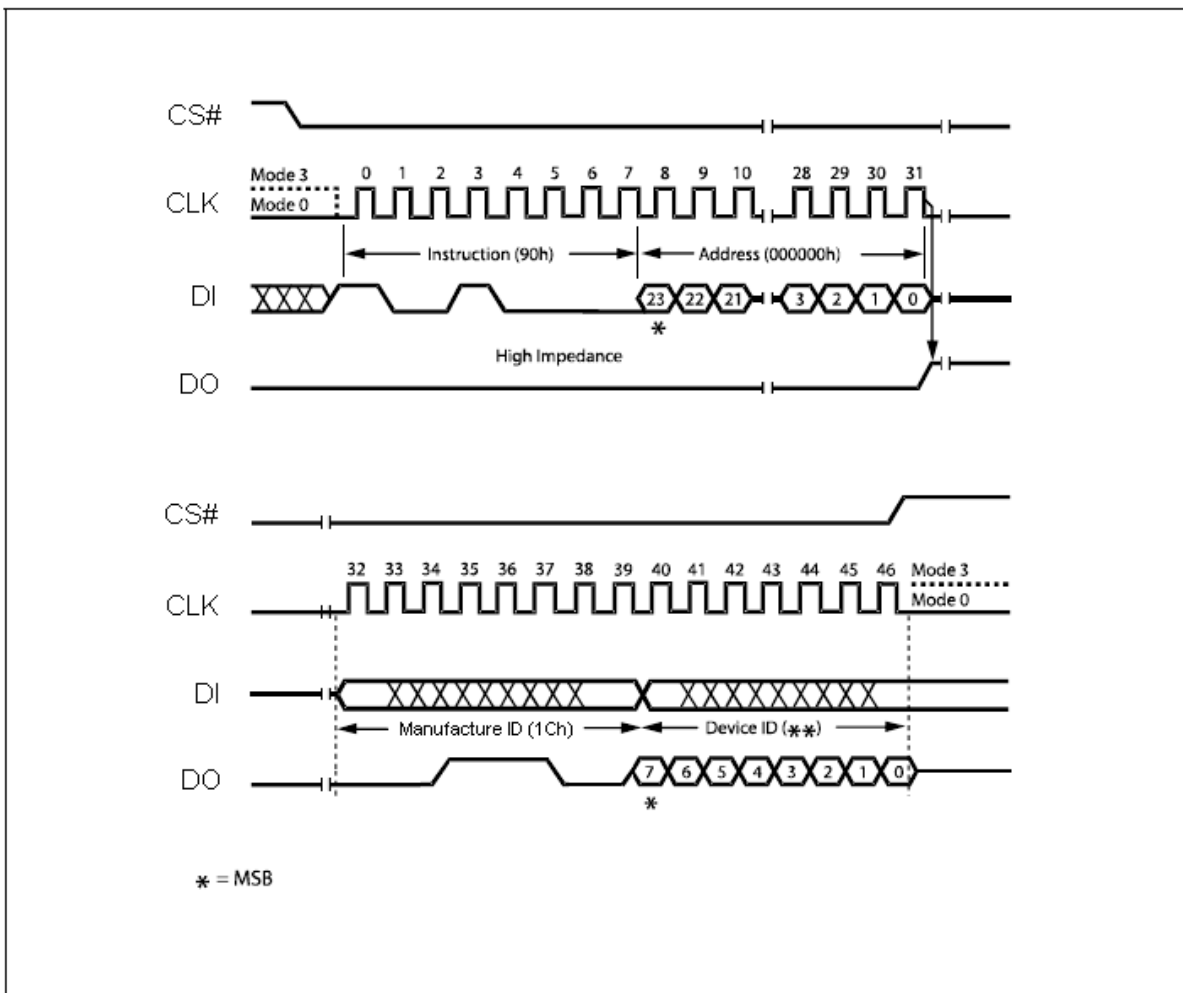 CS#
Mode 3
0 1 2 3 4 5 6 7 8 9 10 28 29 30 31
CLK
Mode 0
Instruction (90h) Address (000000h)
DI
23 22 21 3 2 1 0
*
High Impedance
DO
CS#
32 33 34 35 36 37 38 39 40 41 42 43 44 45 46 Mode 3
CLK
Mode 0
DI
Manufacture ID (1Ch) Device ID (**)
DO
7 6 5 4 3 2 1 0
*
* = MSB